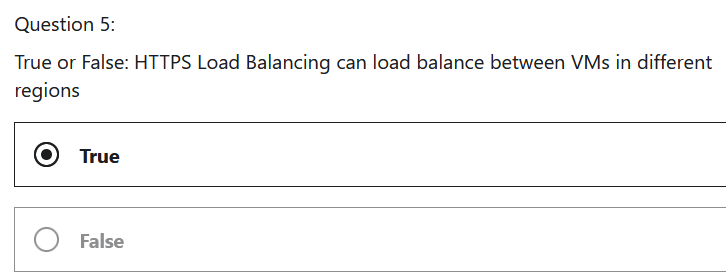 Question 5:
True or False: HTTPS Load Balancing can load balance between VMs in different
regions
True
False